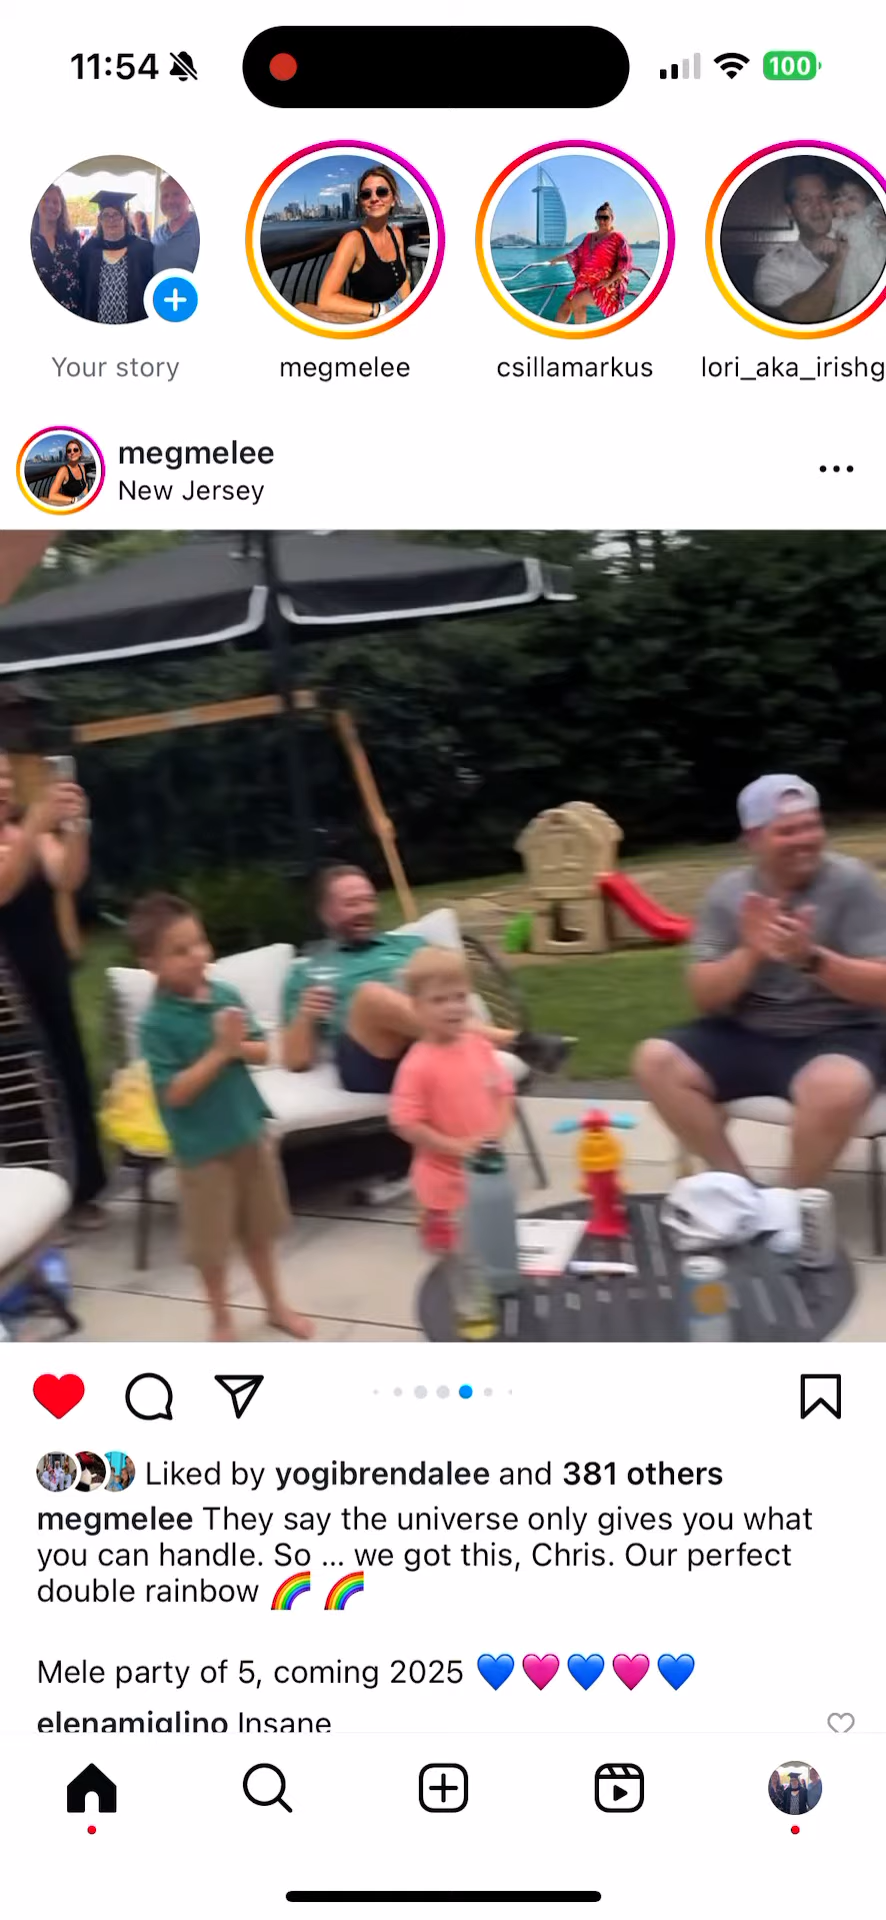 11:54
100
Your story
megmelee
csillamarkus
lori_aka_irishg
megmelee
New Jersey
Liked by yogibrendalee and 381 others
megmelee They say the universe only gives you what
you can handle. So ... we got this, Chris. Our perfect
double rainbow 🌈 🌈
Mele party of 5, coming 2025 💙💖💙💖💙
elenamiglino Insane